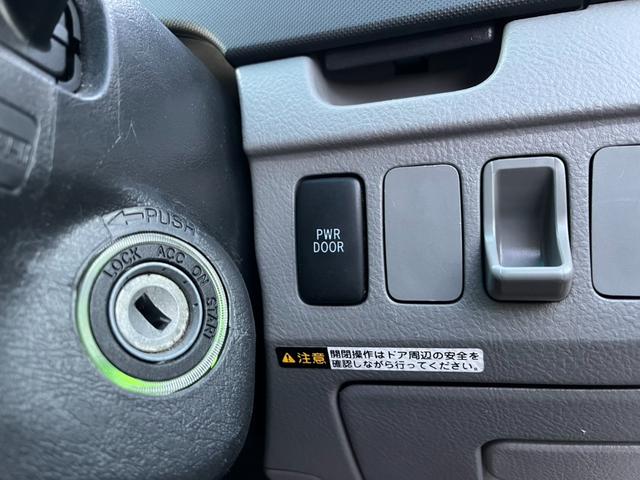 PUSH
LOCK ACC ON START
PWR
DOOR
注意
開閉操作はドア周辺の安全を
確認しながら行ってください。